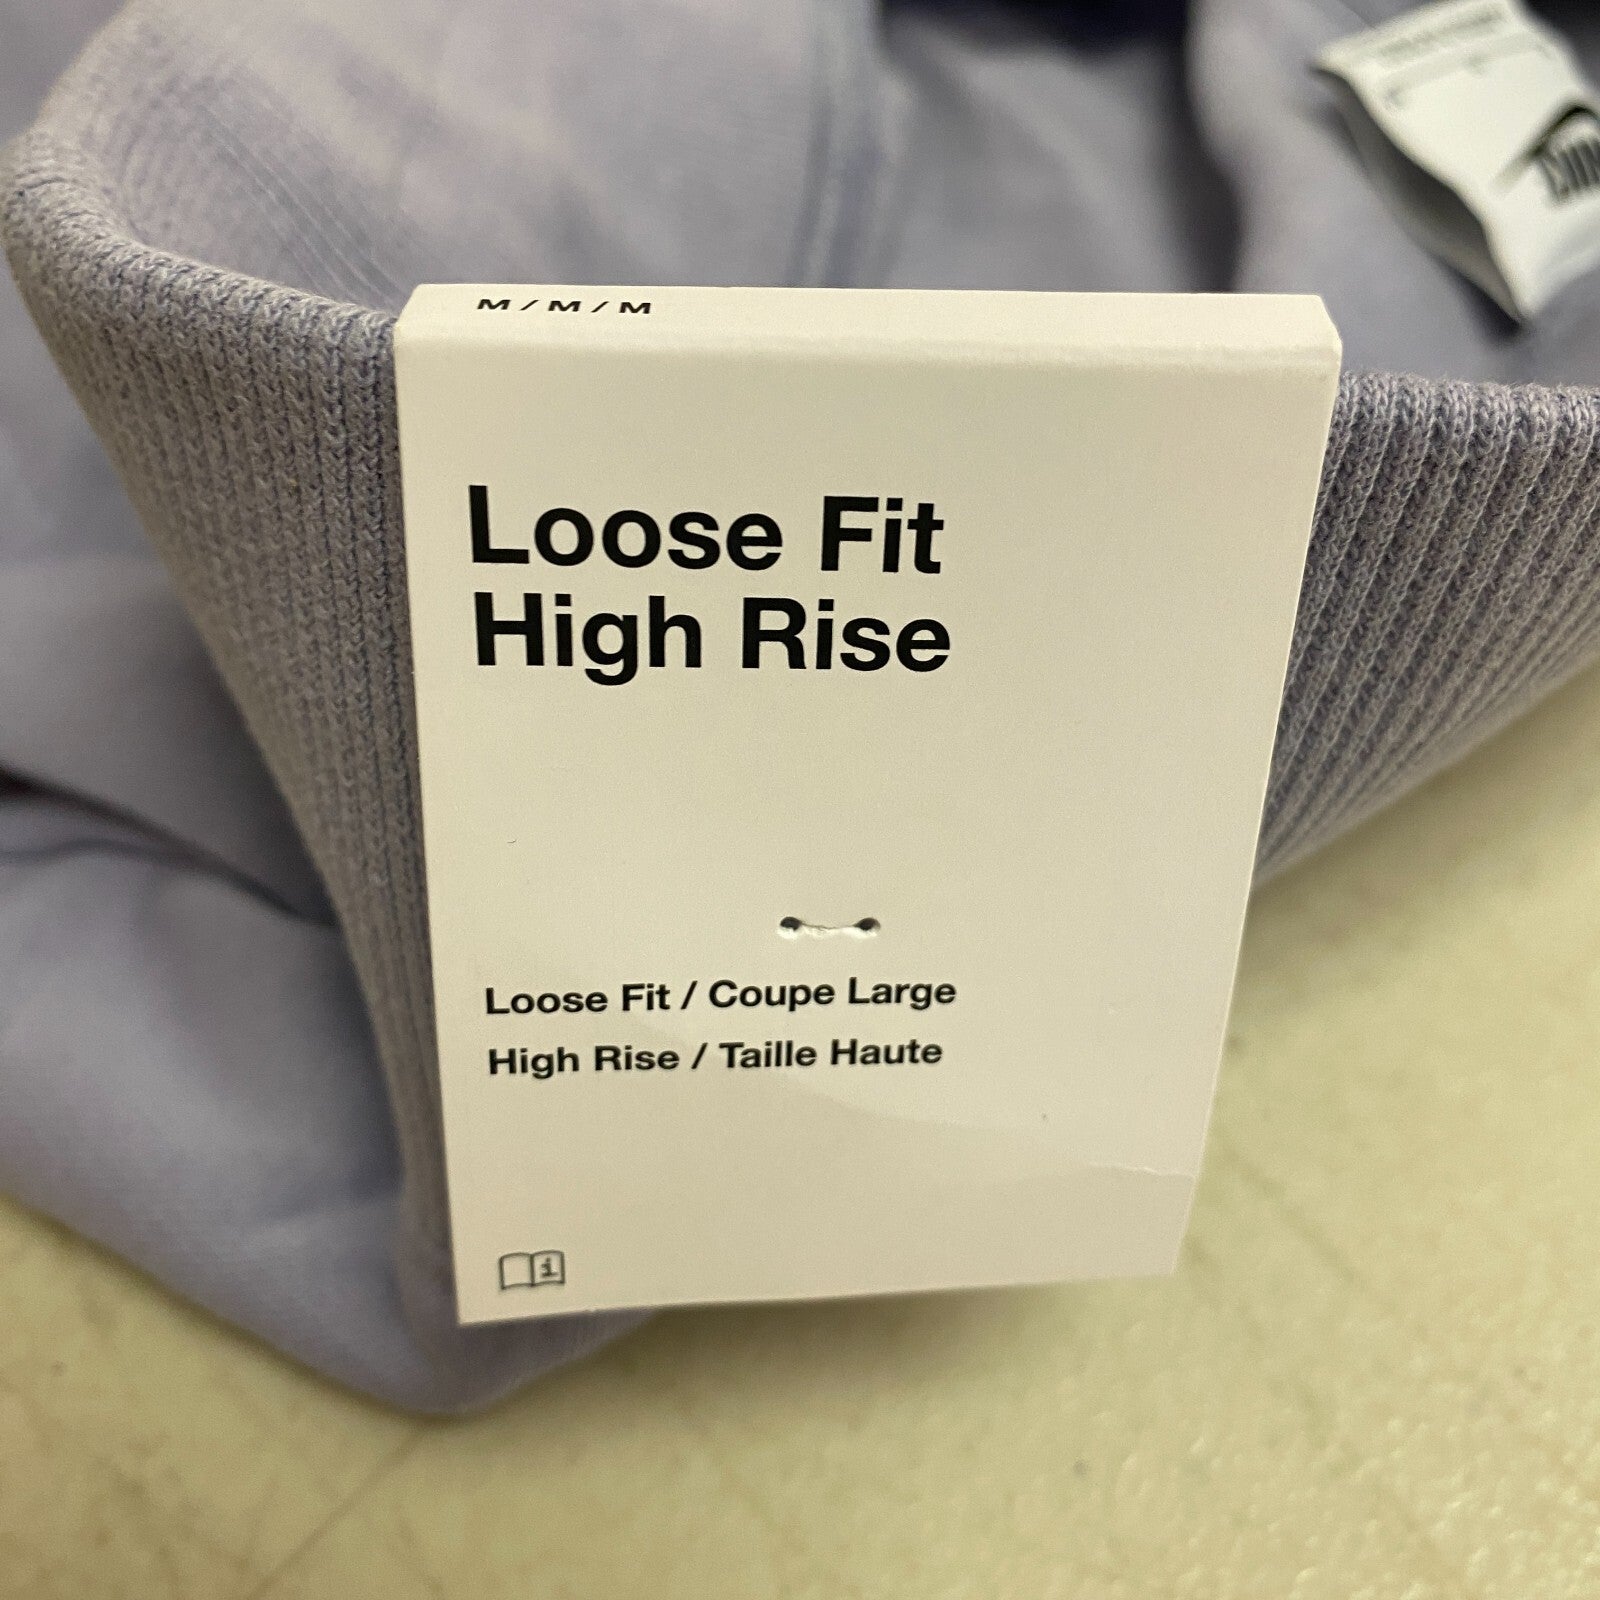 M / M / M
Loose Fit
High Rise
Loose Fit / Coupe Large
High Rise / Taille Haute
i